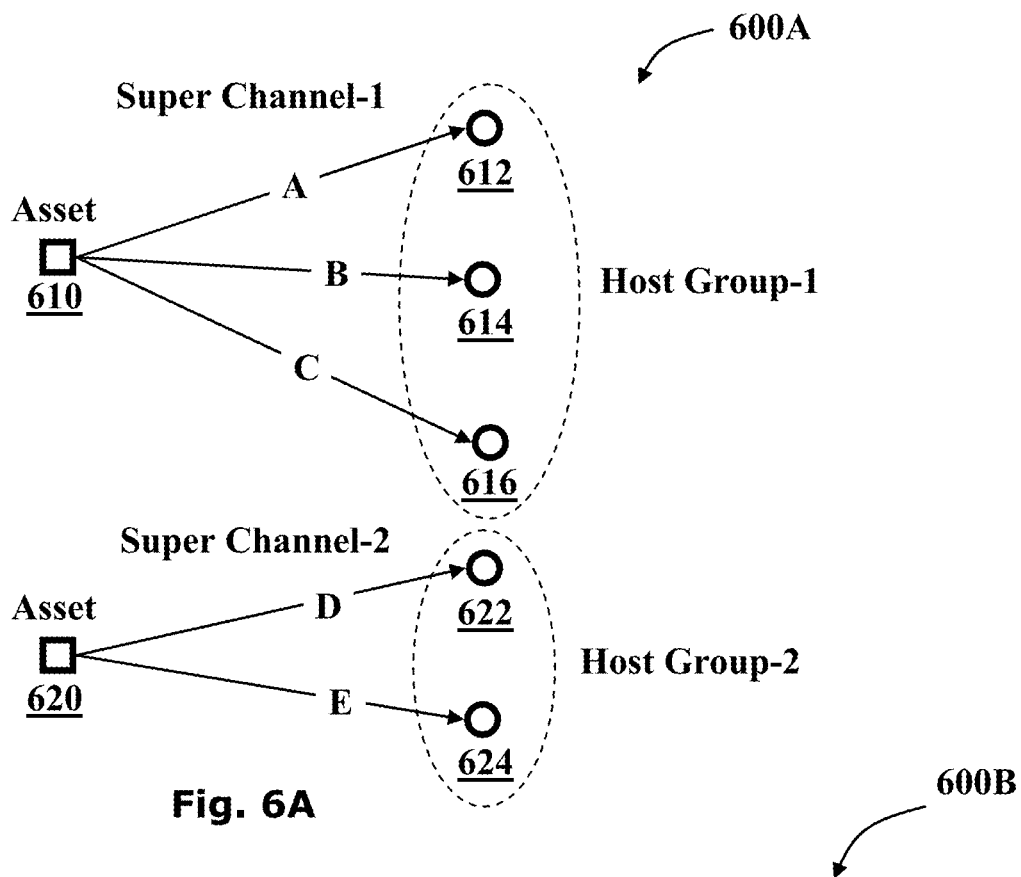 600A
Super Channel-1
612
A
Asset
610
B
614
Host Group-1
C
616
Super Channel-2
622
D
Asset
620
Host Group-2
E
624
Fig. 6A
600B